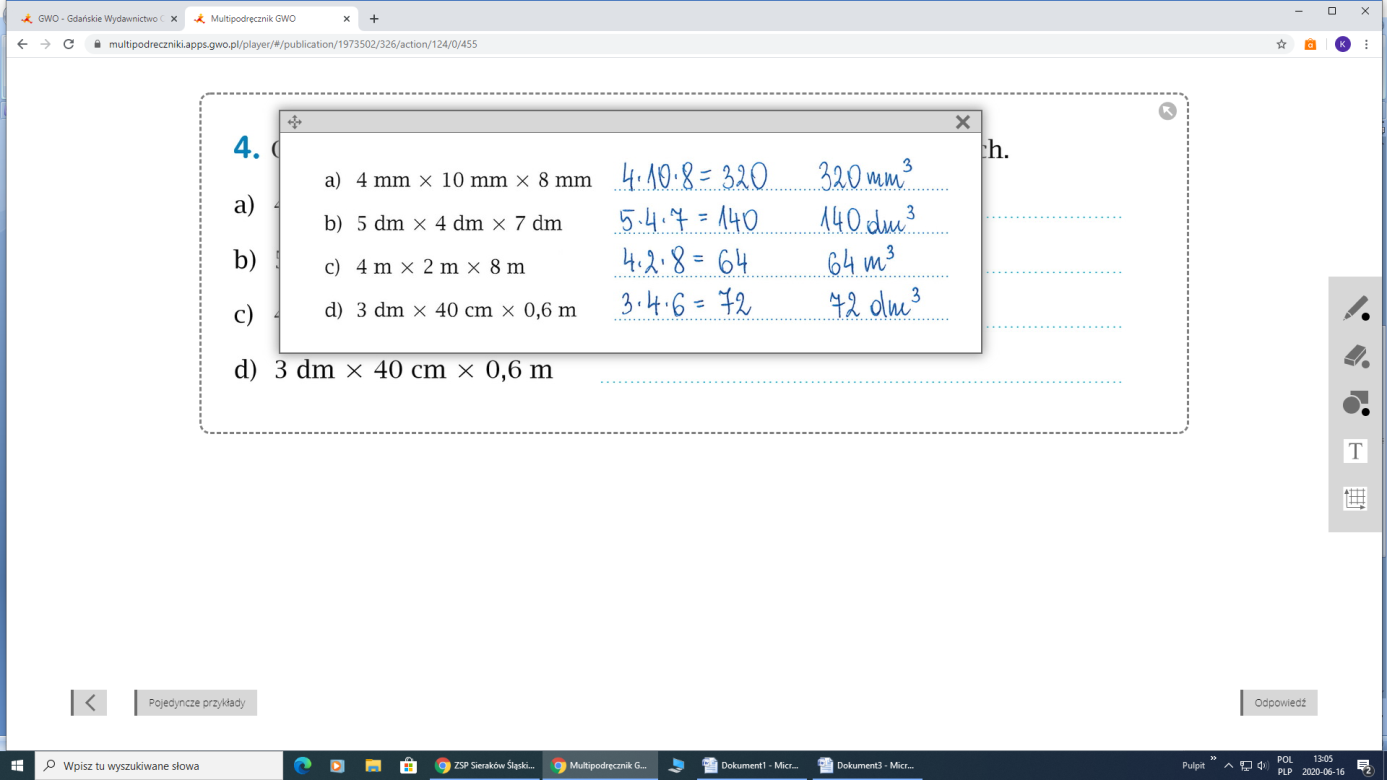 GWO - Gdańskie Wydawnictwo
Multipodręcznik GWO
multipodreczniki.apps.gwo.pl/player/#/publication/1973502/326/action/124/0/455
K
4.
ch.
a) 4 mm × 10 mm × 8 mm 4·10·8 = 320 320 mm³
b) 5 dm × 4 dm × 7 dm 5·4·7 = 140 140 dm³
c) 4 m × 2 m × 8 m 4·2·8 = 64 64 m³
d) 3 dm × 40 cm × 0,6 m 3·4·6 = 72 72 dm³
a)
b)
c)
d) 3 dm × 40 cm × 0,6 m
T
Pojedyncze przykłady
Odpowiedź
Wpisz tu wyszukiwane słowa
ZSP Sieraków Śląski...
Multipodręcznik G...
Dokument1 - Micr...
Dokument3 - Micr...
Pulpit
POL
PLP
13:05
2020-06-16
2